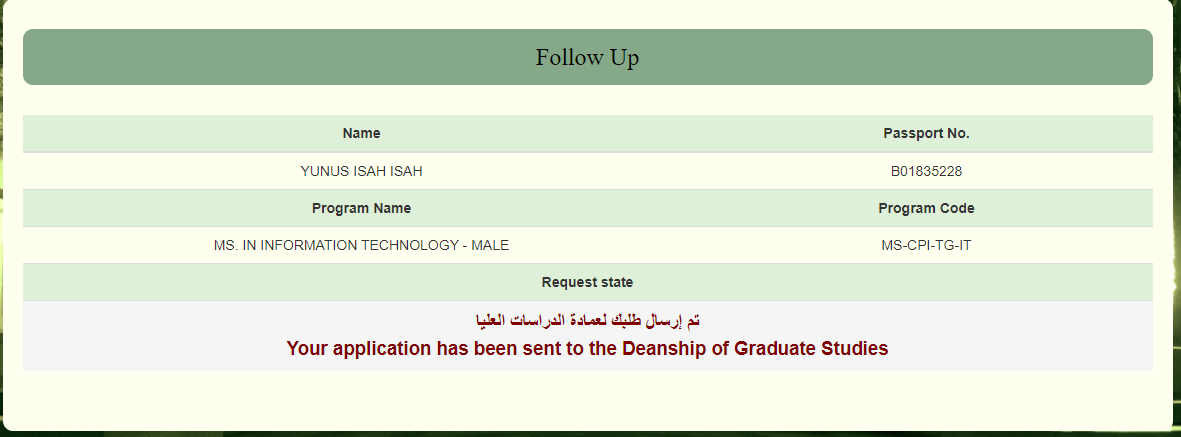 Follow Up
Name Passport No.
YUNUS ISAH ISAH B01835228
Program Name Program Code
MS. IN INFORMATION TECHNOLOGY - MALE MS-CPI-TG-IT
Request state
تم إرسال طلبك لعمادة الدراسات العليا
Your application has been sent to the Deanship of Graduate Studies